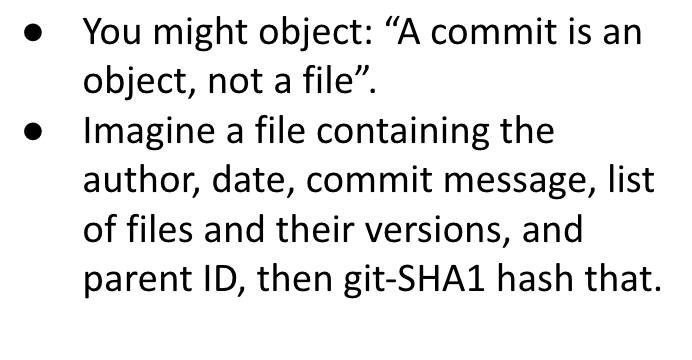 ● You might object: “A commit is an
object, not a file”.
● Imagine a file containing the
author, date, commit message, list
of files and their versions, and
parent ID, then git-SHA1 hash that.